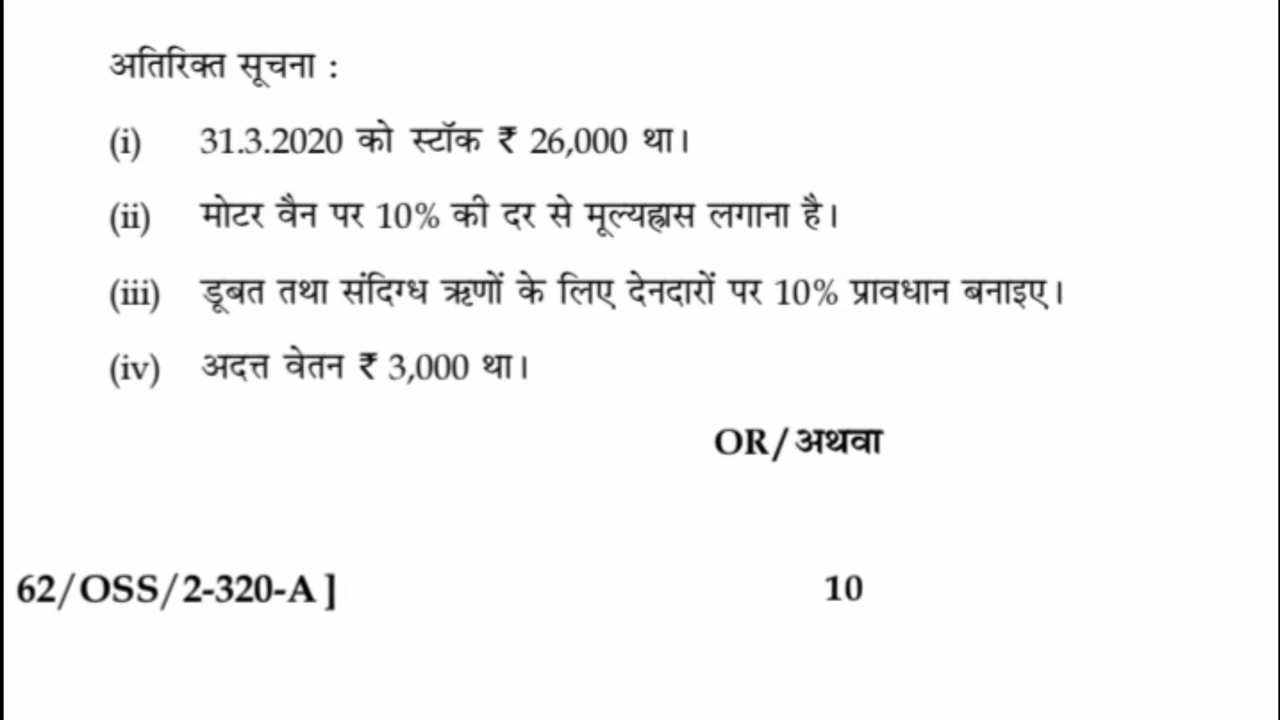 अतिरिक्त सूचना :
(i) 31.3.2020 को स्टॉक ₹ 26,000 था।
(ii) मोटर वैन पर 10% की दर से मूल्यह्रास लगाना है।
(iii) डूबत तथा संदिग्ध ऋणों के लिए देनदारों पर 10% प्रावधान बनाइए।
(iv) अदत्त वेतन ₹ 3,000 था।
OR/अथवा
62/OSS/2-320-A ] 10